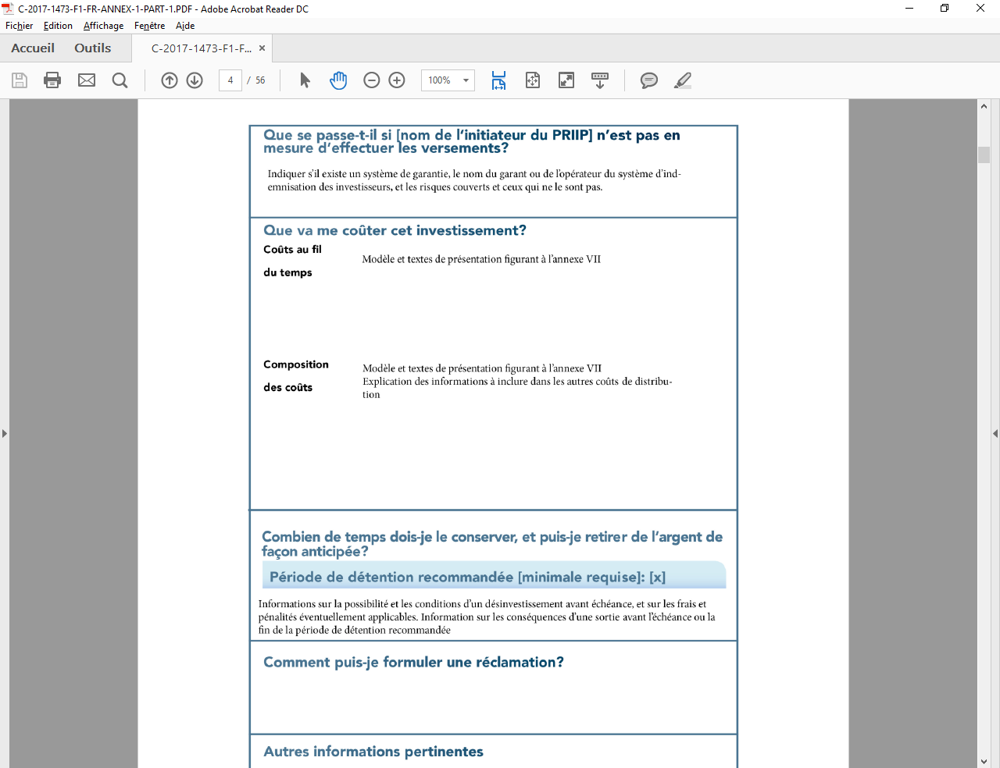 C-2017-1473-F1-FR-ANNEX-1-PART-1.PDF - Adobe Acrobat Reader DC
Fichier Edition Affichage Fenêtre Aide
Accueil Outils C-2017-1473-F1-F... ×
4 / 56 100%
Que se passe-t-il si [nom de l’initiateur du PRIIP] n’est pas en
mesure d’effectuer les versements?
Indiquer s’il existe un système de garantie, le nom du garant ou de l’opérateur du système d’ind-
emnisation des investisseurs, et les risques couverts et ceux qui ne le sont pas.
Que va me coûter cet investissement?
Coûts au fil
du temps
Modèle et textes de présentation figurant à l’annexe VII
Composition
des coûts
Modèle et textes de présentation figurant à l’annexe VII
Explication des informations à inclure dans les autres coûts de distribu-
tion
Combien de temps dois-je le conserver, et puis-je retirer de l’argent de
façon anticipée?
Période de détention recommandée [minimale requise]: [x]
Informations sur la possibilité et les conditions d’un désinvestissement avant échéance, et sur les frais et
pénalités éventuellement applicables. Information sur les conséquences d’une sortie avant l’échéance ou la
fin de la période de détention recommandée
Comment puis-je formuler une réclamation?
Autres informations pertinentes